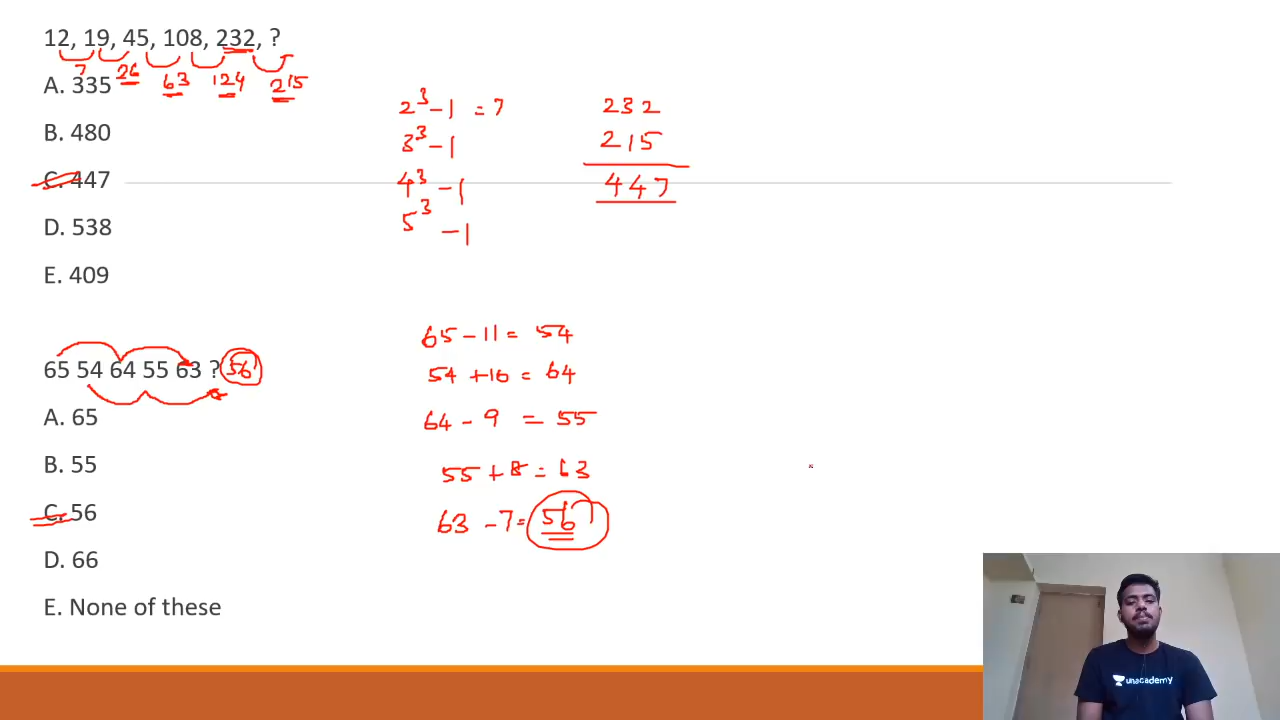 12, 19, 45, 108, 232, ?
7 26 63 124 215
A. 335
B. 480
C. 447
D. 538
E. 409
2³ - 1 = 7
3³ - 1
4³ - 1
5³ - 1
232
215
447
65 54 64 55 63 ? 56
A. 65
B. 55
C. 56
D. 66
E. None of these
65 - 11 = 54
54 + 10 = 64
64 - 9 = 55
55 + 8 = 63
63 - 7 = 56
unacademy